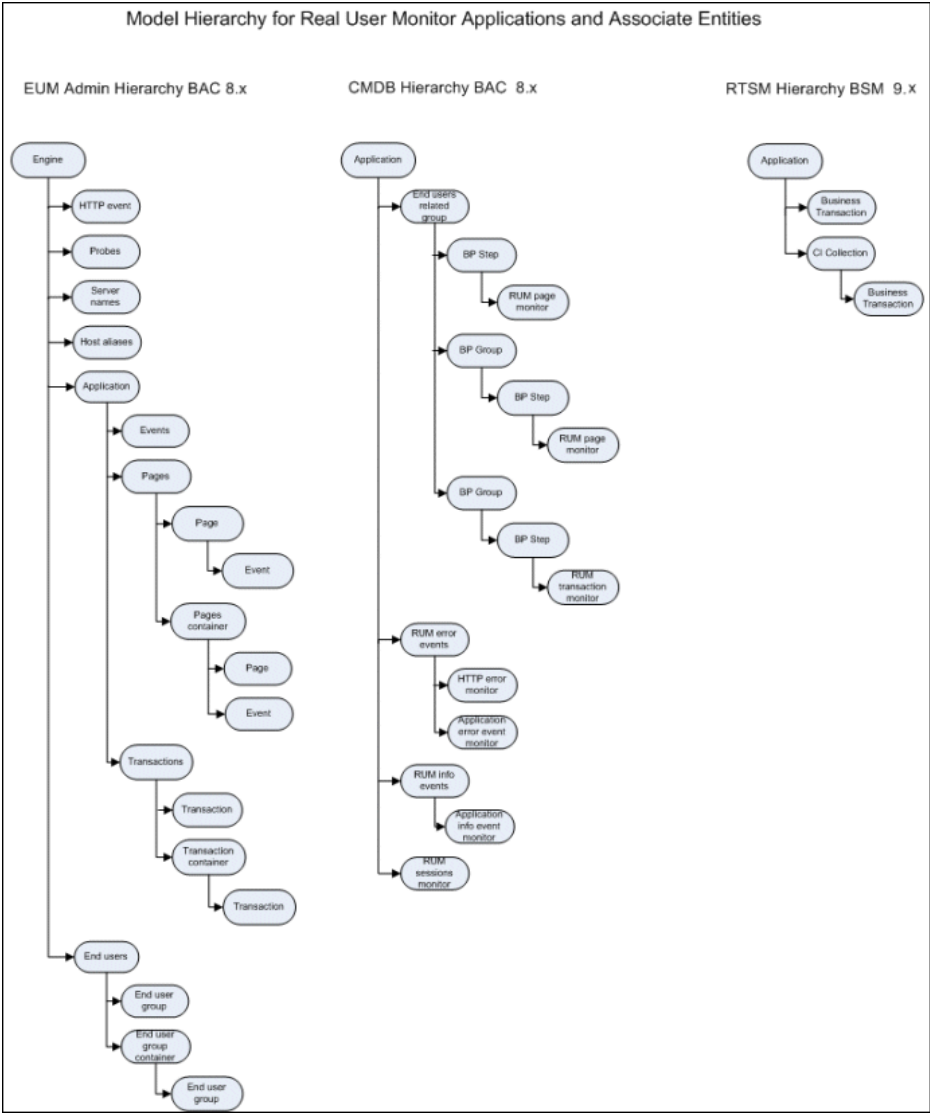 Model Hierarchy for Real User Monitor Applications and Associate Entities
EUM Admin Hierarchy BAC 8.x
Engine
HTTP event
Probes
Server
names
Host aliases
Application
Events
Pages
Page
Event
Pages
container
Page
Event
Transactions
Transaction
Transaction
container
Transaction
End users
End user
group
End user
group
container
End user
group
CMDB Hierarchy BAC 8.x
Application
End users
related
group
BP Step
RUM page
monitor
BP Group
BP Step
RUM page
monitor
BP Group
BP Step
RUM
transaction
monitor
RUM error
events
HTTP error
monitor
Application
error event
monitor
RUM info
events
Application
info event
monitor
RUM
sessions
monitor
RTSM Hierarchy BSM 9.x
Application
Business
Transaction
CI Collection
Business
Transaction